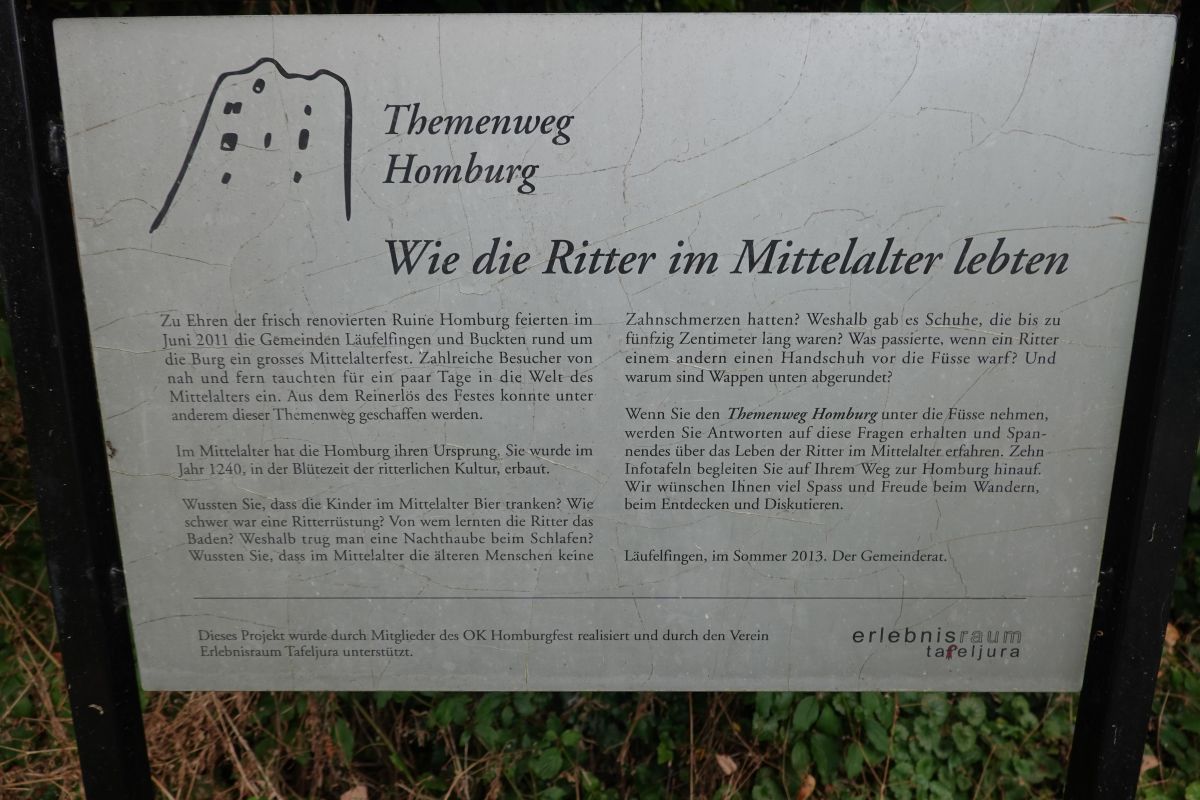 Themenweg
Homburg
Wie die Ritter im Mittelalter lebten
Zu Ehren der frisch renovierten Ruine Homburg feierten im
Juni 2011 die Gemeinden Läufelfingen und Buckten rund um
die Burg ein grosses Mittelalterfest. Zahlreiche Besucher von
nah und fern tauchten für ein paar Tage in die Welt des
Mittelalters ein. Aus dem Reinerlös des Festes konnte unter
anderem dieser Themenweg geschaffen werden.
Im Mittelalter hat die Homburg ihren Ursprung. Sie wurde im
Jahr 1240, in der Blütezeit der ritterlichen Kultur, erbaut.
Wussten Sie, dass die Kinder im Mittelalter Bier tranken? Wie
schwer war eine Ritterrüstung? Von wem lernten die Ritter das
Baden? Weshalb trug man eine Nachthaube beim Schlafen?
Wussten Sie, dass im Mittelalter die älteren Menschen keine
Zahnschmerzen hatten? Weshalb gab es Schuhe, die bis zu
fünfzig Zentimeter lang waren? Was passierte, wenn ein Ritter
einem andern einen Handschuh vor die Füsse warf? Und
warum sind Wappen unten abgerundet?
Wenn Sie den Themenweg Homburg unter die Füsse nehmen,
werden Sie Antworten auf diese Fragen erhalten und Span-
nendes über das Leben der Ritter im Mittelalter erfahren. Zehn
Infotafeln begleiten Sie auf Ihrem Weg zur Homburg hinauf.
Wir wünschen Ihnen viel Spass und Freude beim Wandern,
beim Entdecken und Diskutieren.
Läufelfingen, im Sommer 2013. Der Gemeinderat.
Dieses Projekt wurde durch Mitglieder des OK Homburgfest realisiert und durch den Verein
Erlebnisraum Tafeljura unterstützt.
erlebnisraum
tafeljura